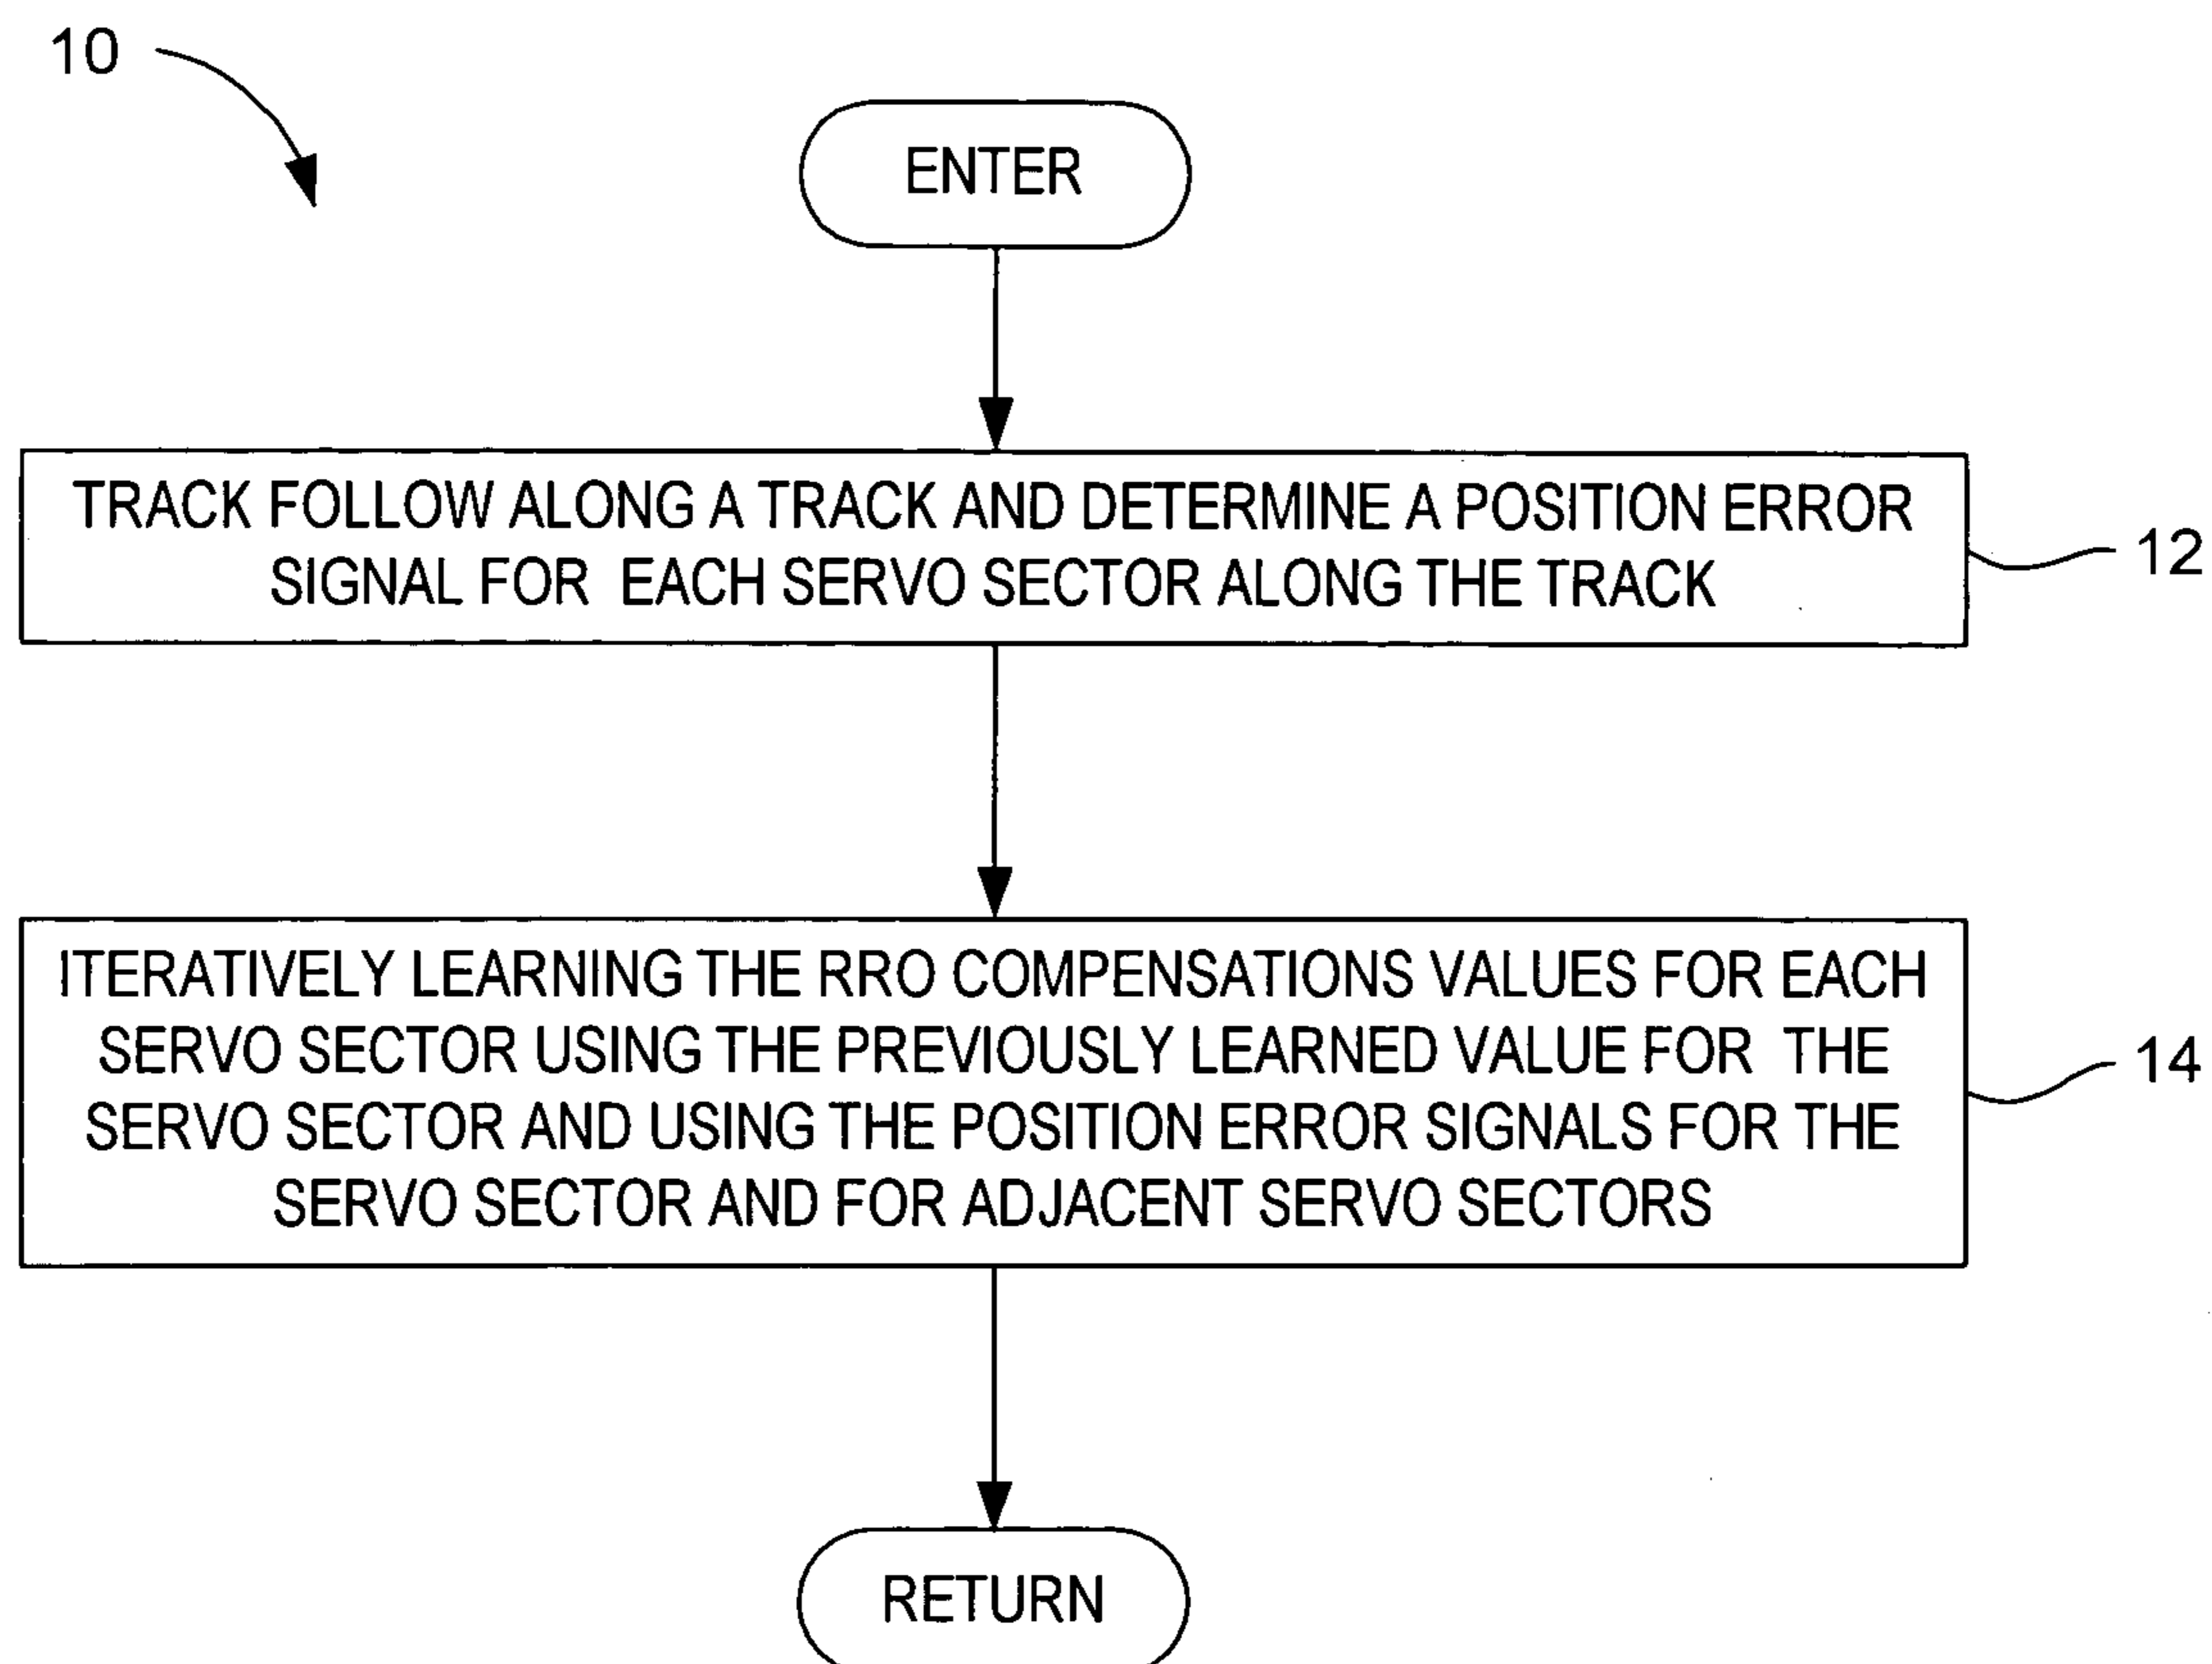 10
ENTER
TRACK FOLLOW ALONG A TRACK AND DETERMINE A POSITION ERROR
SIGNAL FOR EACH SERVO SECTOR ALONG THE TRACK
12
ITERATIVELY LEARNING THE RRO COMPENSATIONS VALUES FOR EACH
SERVO SECTOR USING THE PREVIOUSLY LEARNED VALUE FOR THE
SERVO SECTOR AND USING THE POSITION ERROR SIGNALS FOR THE
SERVO SECTOR AND FOR ADJACENT SERVO SECTORS
14
RETURN